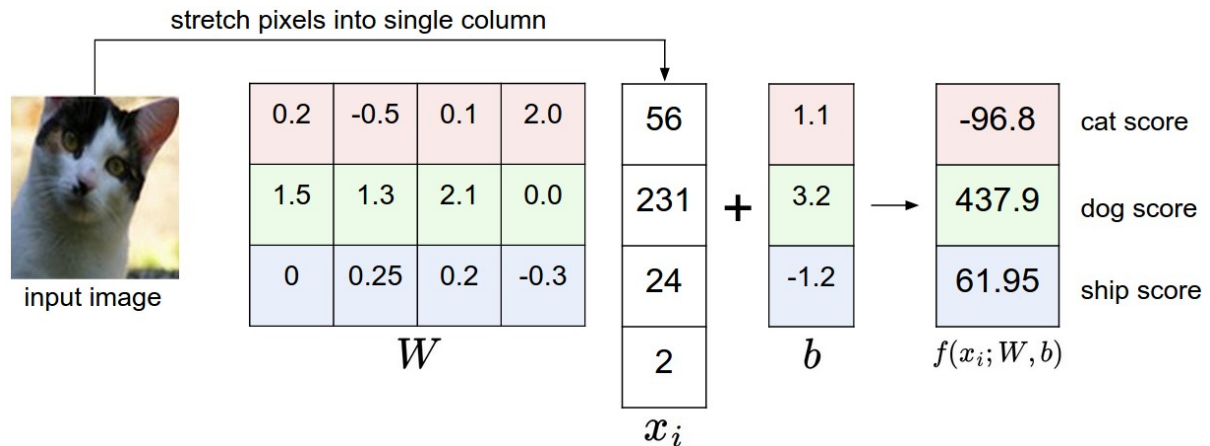 stretch pixels into single column
0.2 -0.5 0.1 2.0 56 1.1 -96.8 cat score
1.5 1.3 2.1 0.0 231 + 3.2 → 437.9 dog score
0 0.25 0.2 -0.3 24 -1.2 61.95 ship score
input image
2
W b f(x_i; W, b)
x_i